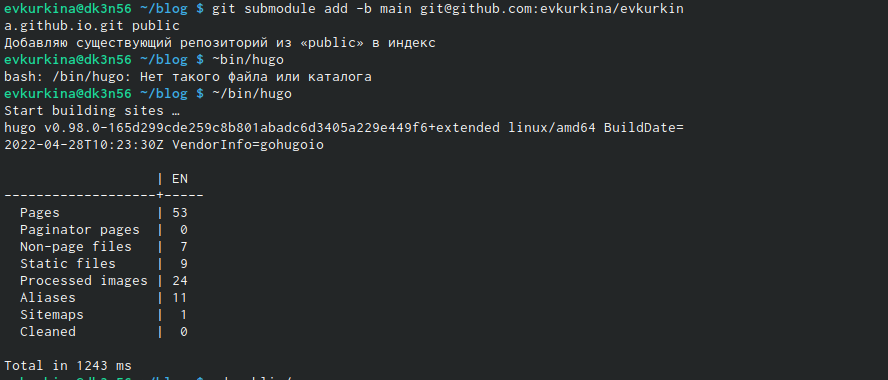 evkurkina@dk3n56 ~/blog $ git submodule add -b main git@github.com:evkurkina/evkurkin
a.github.io.git public
Добавляю существующий репозиторий из «public» в индекс
evkurkina@dk3n56 ~/blog $ ~bin/hugo
bash: /bin/hugo: Нет такого файла или каталога
evkurkina@dk3n56 ~/blog $ ~/bin/hugo
Start building sites …
hugo v0.98.0-165d299cde259c8b801abadc6d3405a229e449f6+extended linux/amd64 BuildDate=
2022-04-28T10:23:30Z VendorInfo=gohugoio
                   | EN
-------------------+-----
  Pages            | 53
  Paginator pages  |  0
  Non-page files   |  7
  Static files     |  9
  Processed images | 24
  Aliases          | 11
  Sitemaps         |  1
  Cleaned          |  0
Total in 1243 ms